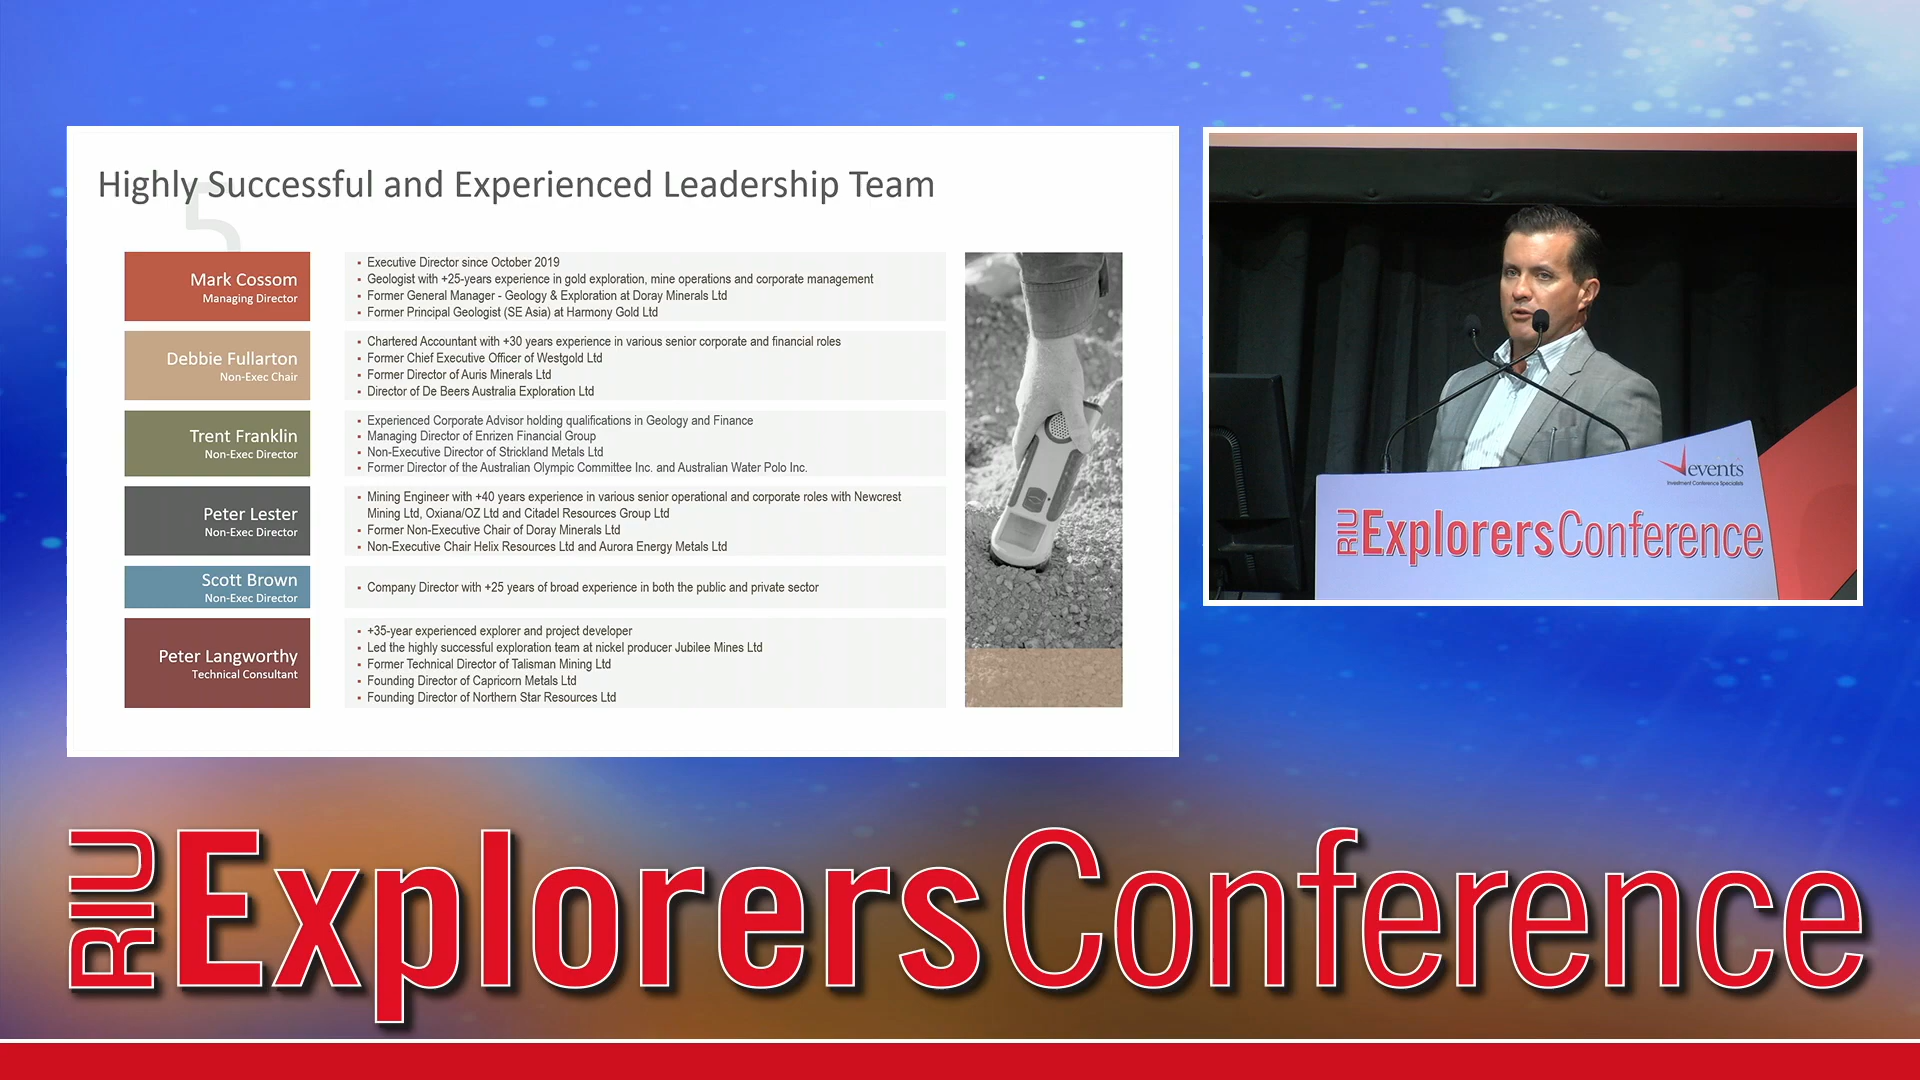 Highly Successful and Experienced Leadership Team
5
Mark Cossom
Managing Director
▪ Executive Director since October 2019
▪ Geologist with +25-years experience in gold exploration, mine operations and corporate management
▪ Former General Manager - Geology & Exploration at Doray Minerals Ltd
▪ Former Principal Geologist (SE Asia) at Harmony Gold Ltd
Debbie Fullarton
Non-Exec Chair
▪ Chartered Accountant with +30 years experience in various senior corporate and financial roles
▪ Former Chief Executive Officer of Westgold Ltd
▪ Former Director of Auris Minerals Ltd
▪ Director of De Beers Australia Exploration Ltd
Trent Franklin
Non-Exec Director
▪ Experienced Corporate Advisor holding qualifications in Geology and Finance
▪ Managing Director of Enrizen Financial Group
▪ Non-Executive Director of Strickland Metals Ltd
▪ Former Director of the Australian Olympic Committee Inc. and Australian Water Polo Inc.
Peter Lester
Non-Exec Director
▪ Mining Engineer with +40 years experience in various senior operational and corporate roles with Newcrest
Mining Ltd, Oxiana/OZ Ltd and Citadel Resources Group Ltd
▪ Former Non-Executive Chair of Doray Minerals Ltd
▪ Non-Executive Chair Helix Resources Ltd and Aurora Energy Metals Ltd
Scott Brown
Non-Exec Director
▪ Company Director with +25 years of broad experience in both the public and private sector
Peter Langworthy
Technical Consultant
▪ +35-year experienced explorer and project developer
▪ Led the highly successful exploration team at nickel producer Jubilee Mines Ltd
▪ Former Technical Director of Talisman Mining Ltd
▪ Founding Director of Capricorn Metals Ltd
▪ Founding Director of Northern Star Resources Ltd
Vevents
Investment Conference Specialists
RIU ExplorersConference
RIU ExplorersConference